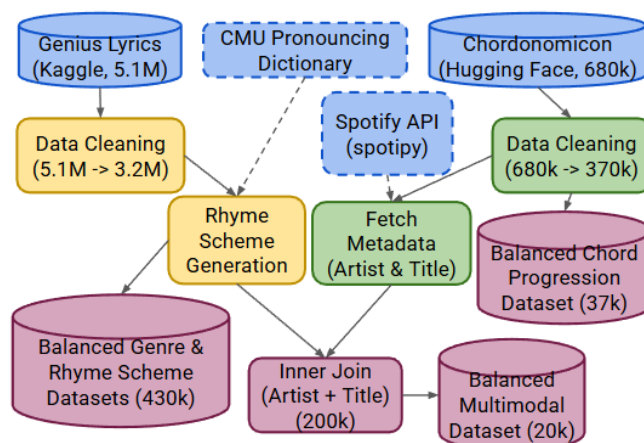 Genius Lyrics
(Kaggle, 5.1M)
CMU Pronouncing
Dictionary
Chordonomicon
(Hugging Face, 680k)
Data Cleaning
(5.1M -> 3.2M)
Spotify API
(spotipy)
Data Cleaning
(680k -> 370k)
Rhyme
Scheme
Generation
Fetch
Metadata
(Artist & Title)
Balanced Chord
Progression
Dataset (37k)
Balanced Genre &
Rhyme Scheme
Datasets (430k)
Inner Join
(Artist + Title)
(200k)
Balanced
Multimodal
Dataset (20k)